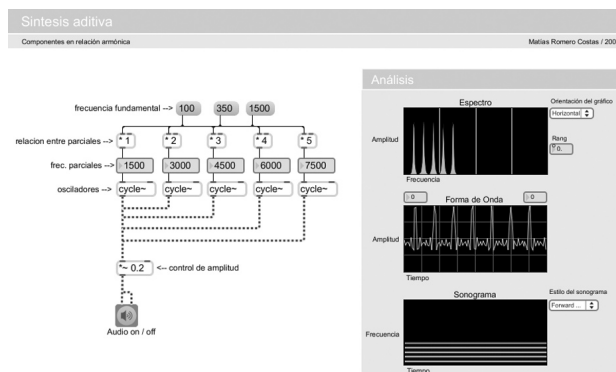 Sintesis aditiva
Componentes en relación armónica
Matías Romero Costas / 200
frecuencia fundamental --> 100 350 1500
relacion entre parciales --> * 1 * 2 * 3 * 4 * 5
frec. parciales --> 1500 3000 4500 6000 7500
osciladores --> cycle~ cycle~ cycle~ cycle~ cycle~
*~ 0.2 <-- control de amplitud
Audio on / off
Análisis
Espectro
Orientación del gráfico
Horizontal
Amplitud
Rang
0.
Frecuencia
0 Forma de Onda 0
Amplitud
Tiempo
Sonograma
Estilo del sonograma
Forward ...
Frecuencia
Tiempo